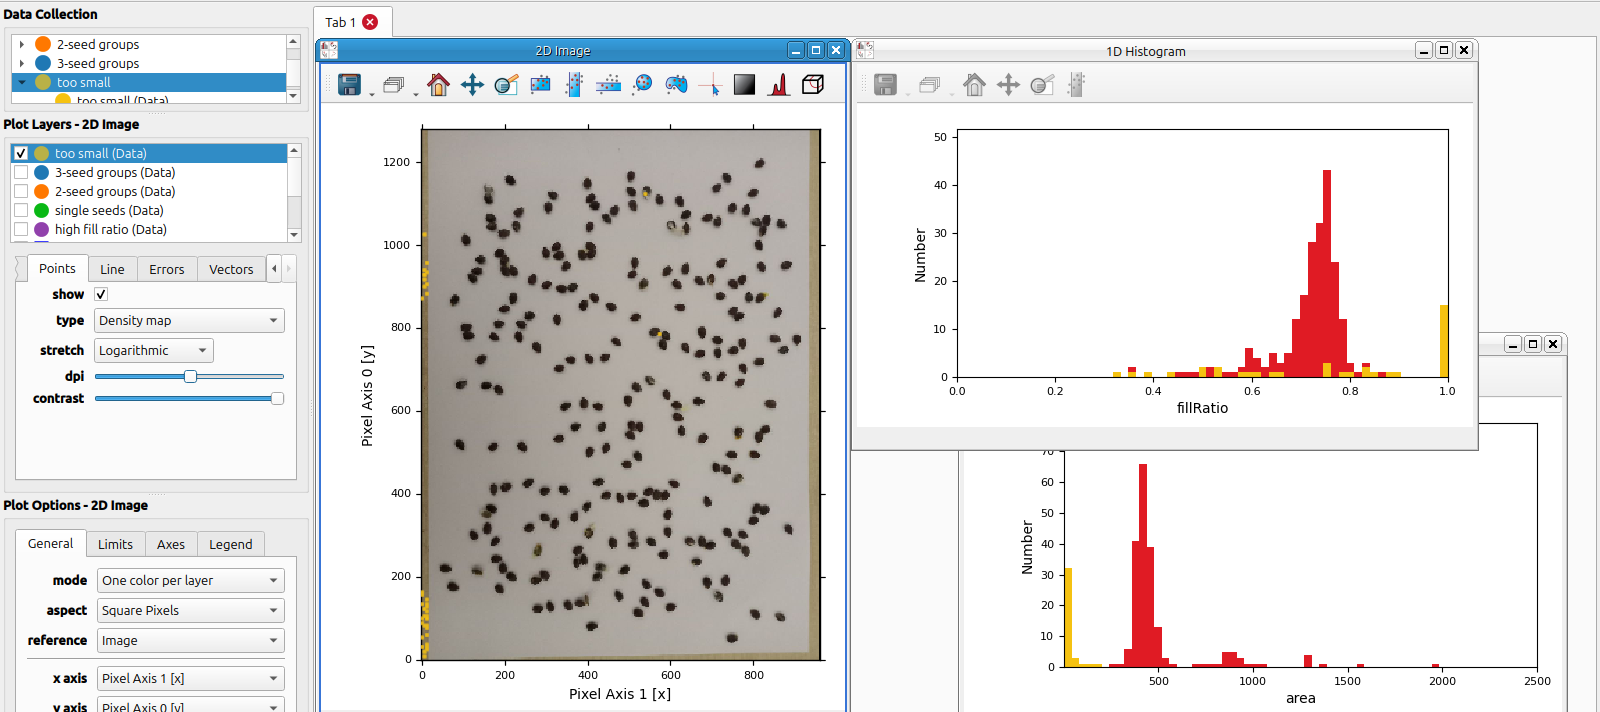 Data Collection
2-seed groups
3-seed groups
too small
too small (Data)
Plot Layers - 2D Image
too small (Data)
3-seed groups (Data)
2-seed groups (Data)
single seeds (Data)
high fill ratio (Data)
Points Line Errors Vectors
show
type Density map
stretch Logarithmic
dpi
contrast
Plot Options - 2D Image
General Limits Axes Legend
mode One color per layer
aspect Square Pixels
reference Image
x axis Pixel Axis 1 [x]
y axis Pixel Axis 0 [y]
Tab 1
2D Image
1200
1000
800
600
400
200
0
Pixel Axis 0 [y]
0 200 400 600 800
Pixel Axis 1 [x]
1D Histogram
50
40
30
20
10
0
Number
0.0 0.2 0.4 0.6 0.8 1.0
fillRatio
70
60
50
40
30
20
10
0
Number
500 1000 1500 2000 2500
area